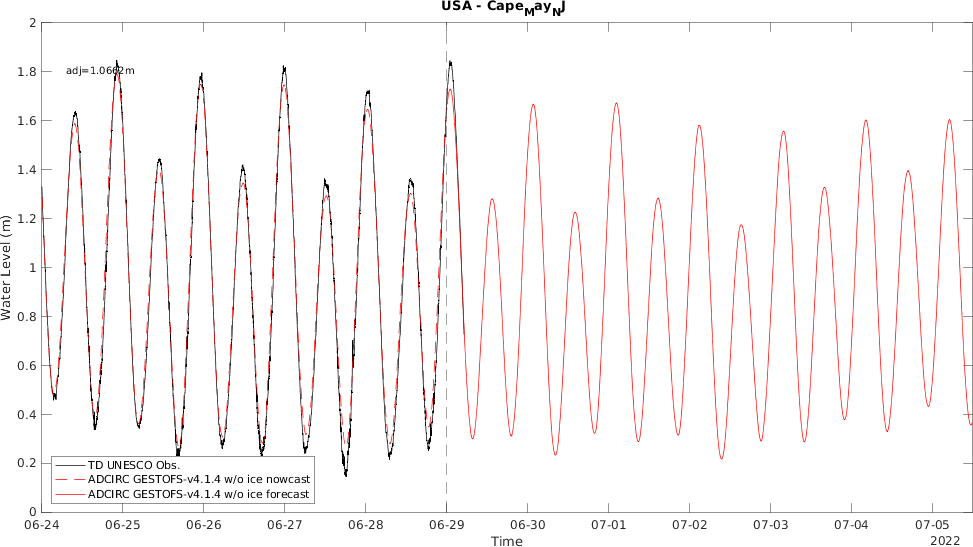 USA - Cape_May_NJ
adj=1.0662m
2
1.8
1.6
1.4
1.2
1
0.8
0.6
0.4
0.2
0
Water Level (m)
TD UNESCO Obs.
ADCIRC GESTOFS-v4.1.4 w/o ice nowcast
ADCIRC GESTOFS-v4.1.4 w/o ice forecast
06-24 06-25 06-26 06-27 06-28 06-29 06-30 07-01 07-02 07-03 07-04 07-05
Time
2022